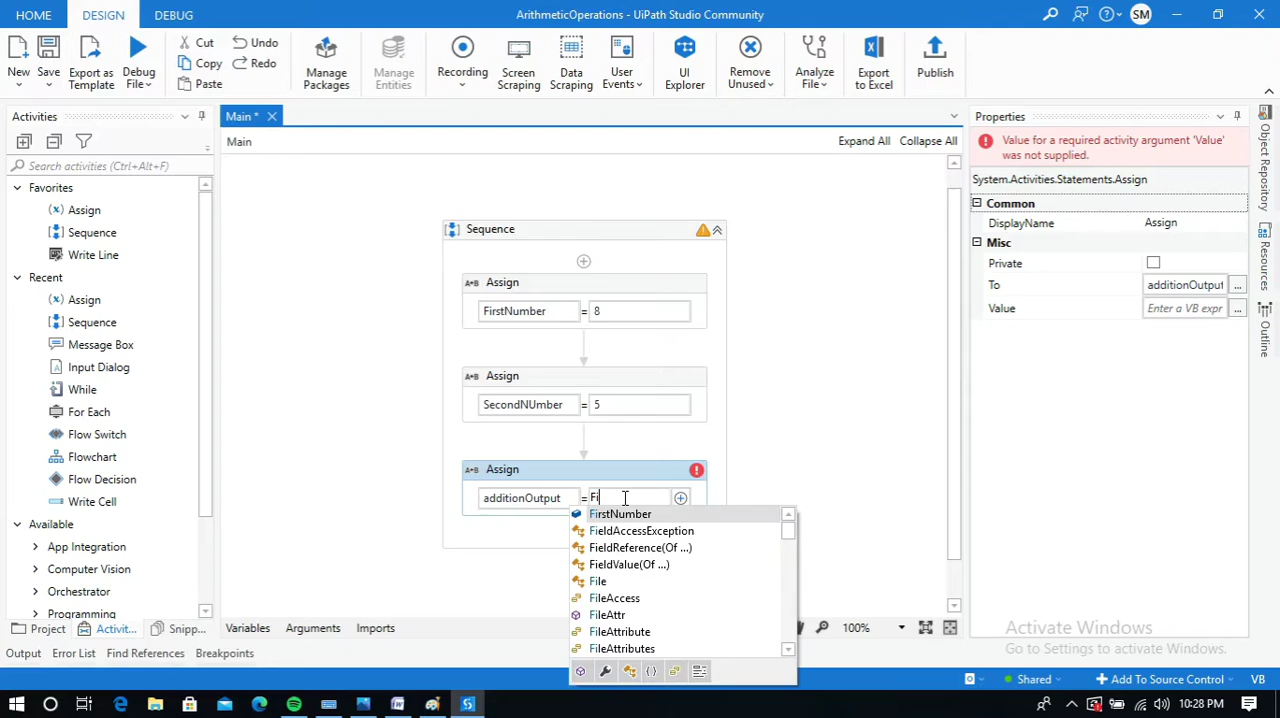 HOME DESIGN DEBUG ArithmeticOperations - UiPath Studio Community SM
New Save Export as Template Debug File Cut Copy Paste Undo Redo Manage Packages Manage Entities Recording Screen Scraping Data Scraping User Events UI Explorer Remove Unused Analyze File Export to Excel Publish
Activities
Search activities (Ctrl+Alt+F)
Favorites
Assign
Sequence
Write Line
Recent
Assign
Sequence
Message Box
Input Dialog
While
For Each
Flow Switch
Flowchart
Flow Decision
Write Cell
Available
App Integration
Computer Vision
Orchestrator
Programming
Project Activit... Snipp...
Main *
Main Expand All Collapse All
Sequence
A*B Assign
FirstNumber = 8
A*B Assign
SecondNUmber = 5
A*B Assign
additionOutput = Fi
FirstNumber
FieldAccessException
FieldReference(Of ...)
FieldValue(Of ...)
File
FileAccess
FileAttr
FileAttribute
FileAttributes
Variables Arguments Imports 100%
Properties
Value for a required activity argument 'Value'
was not supplied.
System.Activities.Statements.Assign
Common
DisplayName Assign
Misc
Private
To additionOutput ...
Value Enter a VB expr ...
Object Repository
Resources
Outline
Activate Windows
Go to Settings to activate Windows.
Output Error List Find References Breakpoints
Shared Add To Source Control VB
10:28 PM